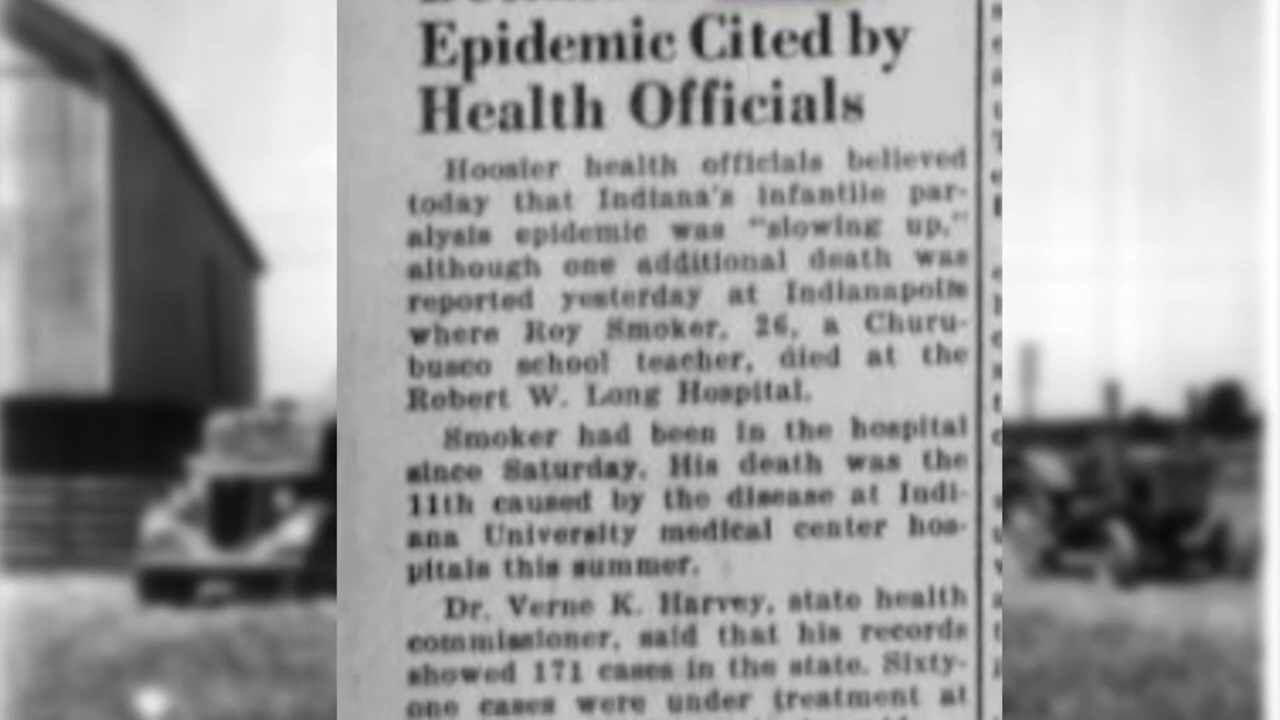 Epidemic Cited by
Health Officials
Hoosier health officials believed
today that Indiana's infantile par-
alysis epidemic was "slowing up,"
although one additional death was
reported yesterday at Indianapolis
where Roy Smoker, 26, a Churu-
busco school teacher, died at the
Robert W. Long Hospital.
Smoker had been in the hospital
since Saturday. His death was the
11th caused by the disease at Indi-
ana University medical center hos-
pitals this summer.
Dr. Verne K. Harvey, state health
commissioner, said that his records
showed 171 cases in the state. Sixty-
one cases were under treatment at